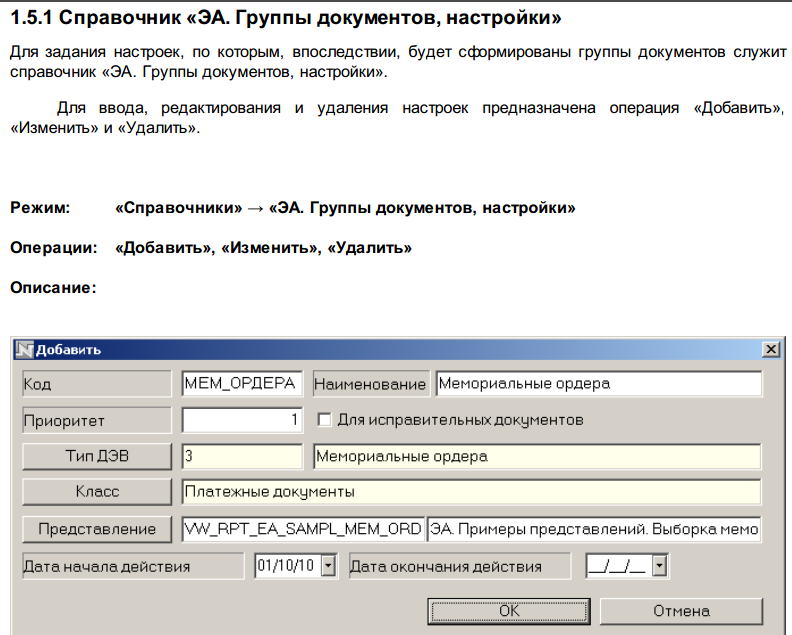 1.5.1 Справочник «ЭА. Группы документов, настройки»
Для задания настроек, по которым, впоследствии, будет сформированы группы документов служит
справочник «ЭА. Группы документов, настройки».
Для ввода, редактирования и удаления настроек предназначена операция «Добавить»,
«Изменить» и «Удалить».
Режим: «Справочники» → «ЭА. Группы документов, настройки»
Операции: «Добавить», «Изменить», «Удалить»
Описание:
Добавить
Код МЕМ_ОРДЕРА Наименование Мемориальные ордера
Приоритет 1 Для исправительных документов
Тип ДЭВ 3 Мемориальные ордера
Класс Платежные документы
Представление VW_RPT_EA_SAMPL_MEM_ORD ЭА. Примеры представлений. Выборка мемо
Дата начала действия 01/10/10 Дата окончания действия __/__/__
OK Отмена